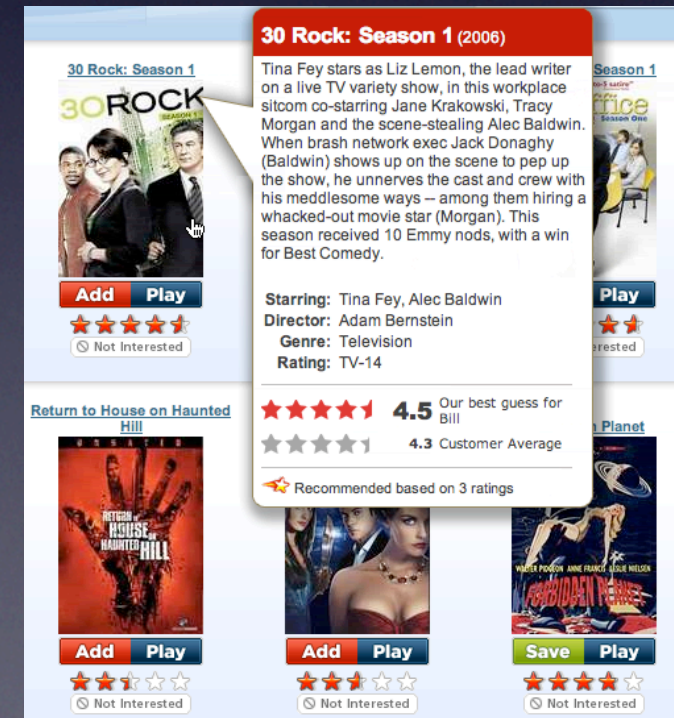 30 Rock: Season 1
30 ROCK
SEASON 1
Add Play
Not Interested
30 Rock: Season 1 (2006)
Tina Fey stars as Liz Lemon, the lead writer
on a live TV variety show, in this workplace
sitcom co-starring Jane Krakowski, Tracy
Morgan and the scene-stealing Alec Baldwin.
When brash network exec Jack Donaghy
(Baldwin) shows up on the scene to pep up
the show, he unnerves the cast and crew with
his meddlesome ways -- among them hiring a
whacked-out movie star (Morgan). This
season received 10 Emmy nods, with a win
for Best Comedy.
Starring: Tina Fey, Alec Baldwin
Director: Adam Bernstein
Genre: Television
Rating: TV-14
4.5 Our best guess for
Bill
4.3 Customer Average
Recommended based on 3 ratings
Season 1
satire"
ffice
Season One
Play
erested
Return to House on Haunted
Hill
UNRATED
RETURN to
HOUSE on
HAUNTED HILL
Add Play
Not Interested
Add Play
Not Interested
Planet
WALTER PIDGEON ANNE FRANCIS LESLIE NIELSEN
FORBIDDEN PLANET
Save Play
Not Interested